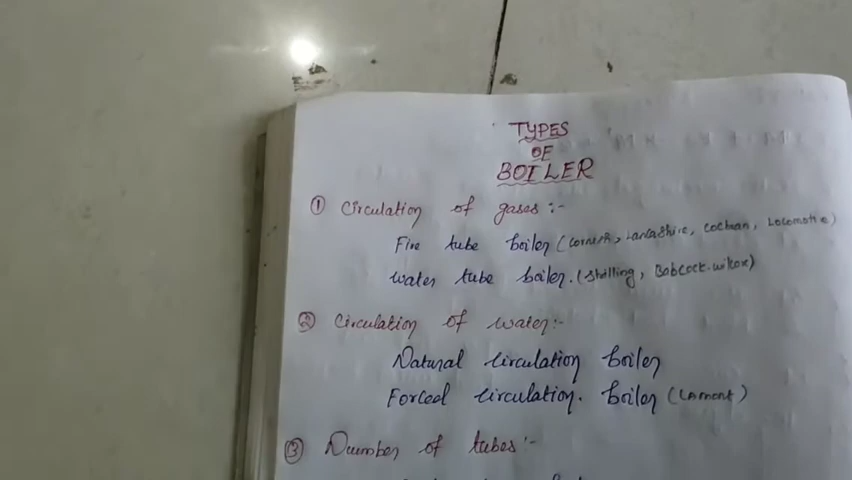 TYPES
OF
BOILER
① Circulation of gases :-
Fire tube boiler (Cornish, Lancashire, Cochran, Locomotive)
Water tube boiler. (Stirling, Babcock-wilcox)
② Circulation of water :-
Natural circulation boiler
Forced circulation. boiler (Lamont)
③ Number of tubes :-